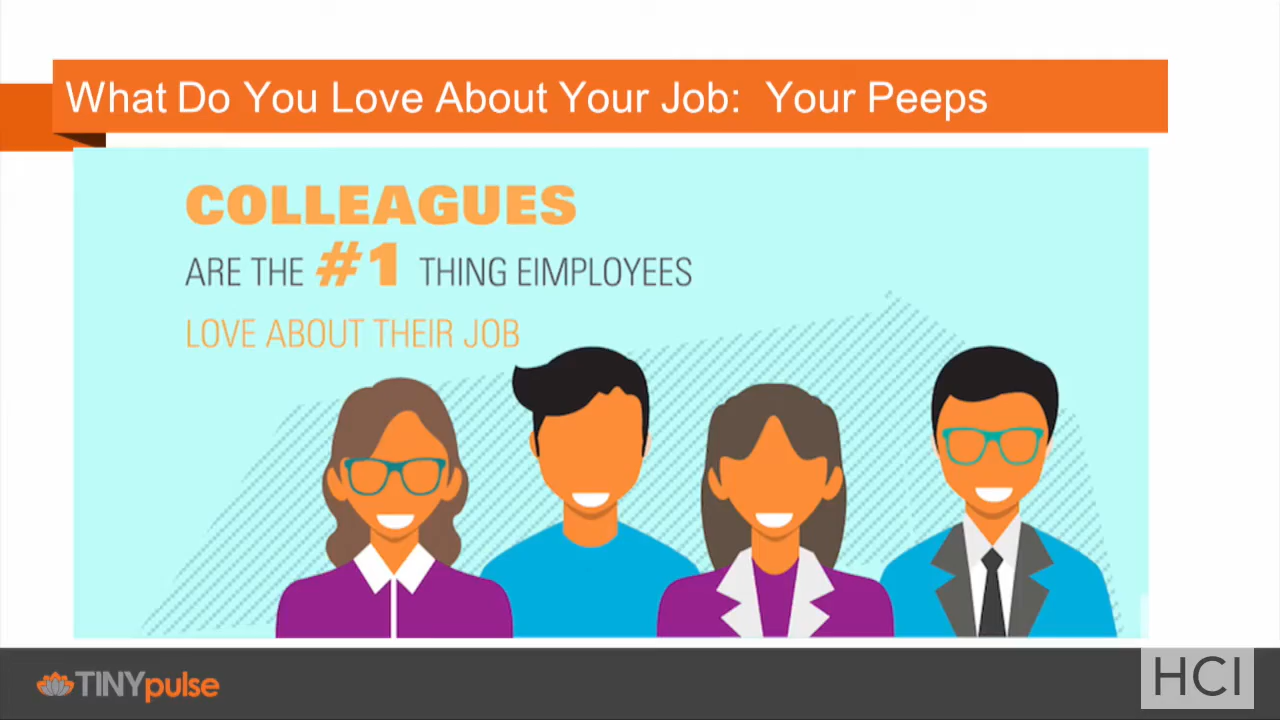 What Do You Love About Your Job:  Your Peeps
COLLEAGUES
ARE THE #1 THING EIMPLOYEES
LOVE ABOUT THEIR JOB
TINYpulse
HCI